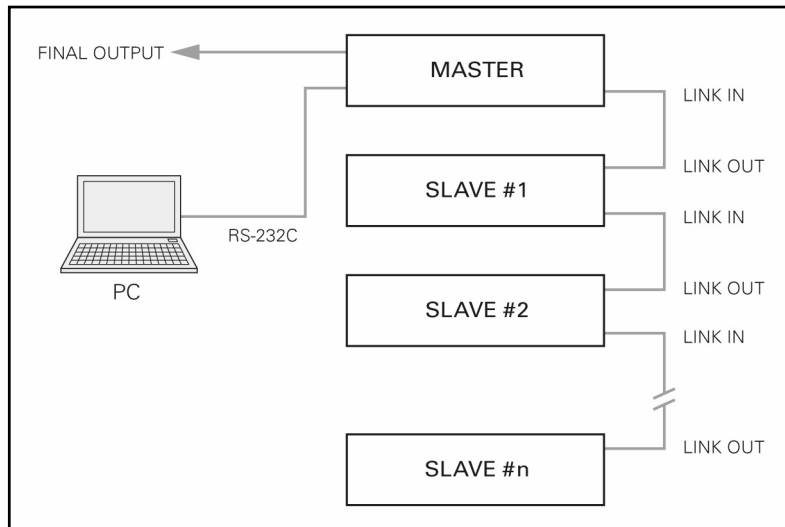 FINAL OUTPUT
MASTER
LINK IN
LINK OUT
SLAVE #1
LINK IN
RS-232C
PC
LINK OUT
SLAVE #2
LINK IN
LINK OUT
SLAVE #n